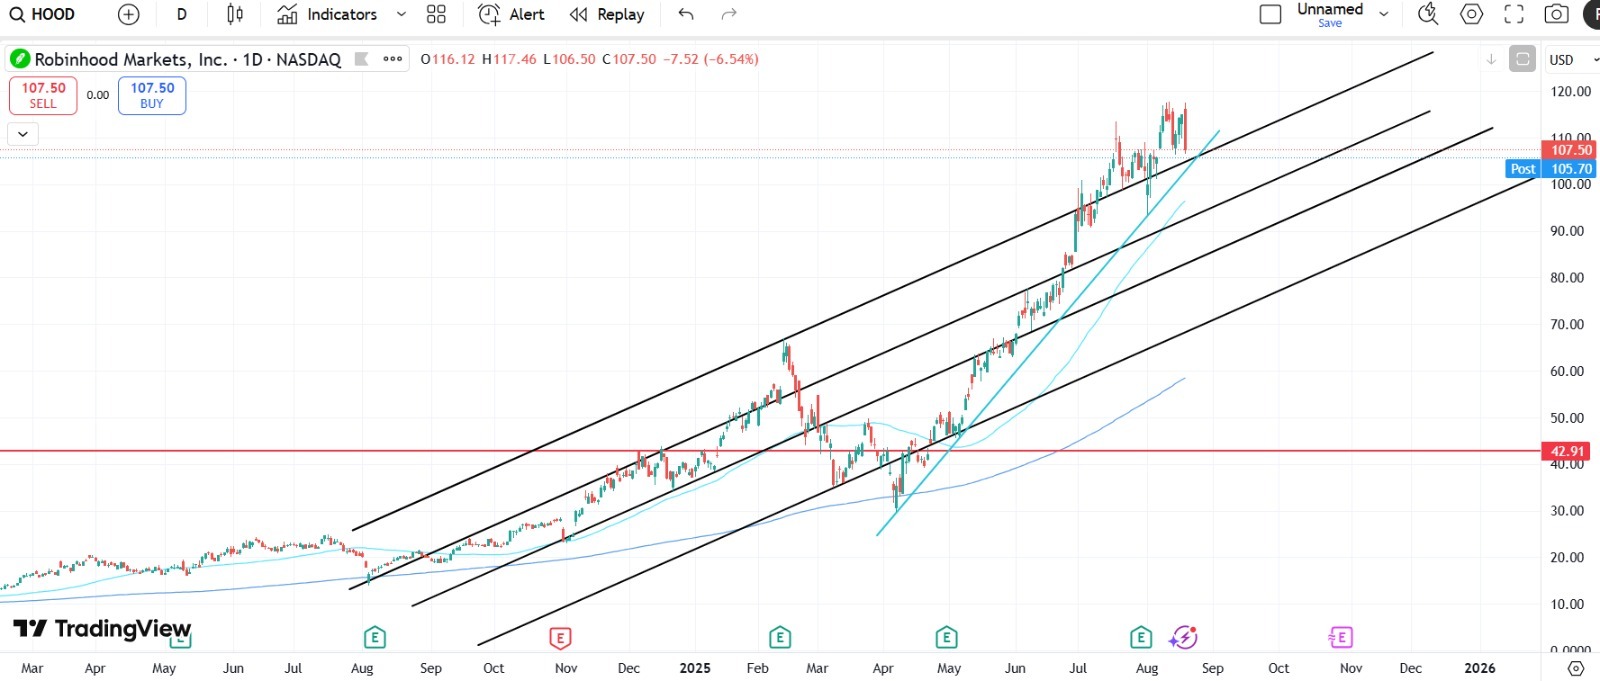 HOOD D Indicators Alert Replay Unnamed
Save
Robinhood Markets, Inc. · 1D · NASDAQ O116.12 H117.46 L106.50 C107.50 −7.52 (−6.54%) USD
107.50 SELL 0.00 107.50 BUY
120.00
110.00
107.50
Post 105.70
100.00
90.00
80.00
70.00
60.00
50.00
42.91
40.00
30.00
20.00
10.00
0.0000
TradingView
E E E E E E E
Mar Apr May Jun Jul Aug Sep Oct Nov Dec 2025 Feb Mar Apr May Jun Jul Aug Sep Oct Nov Dec 2026